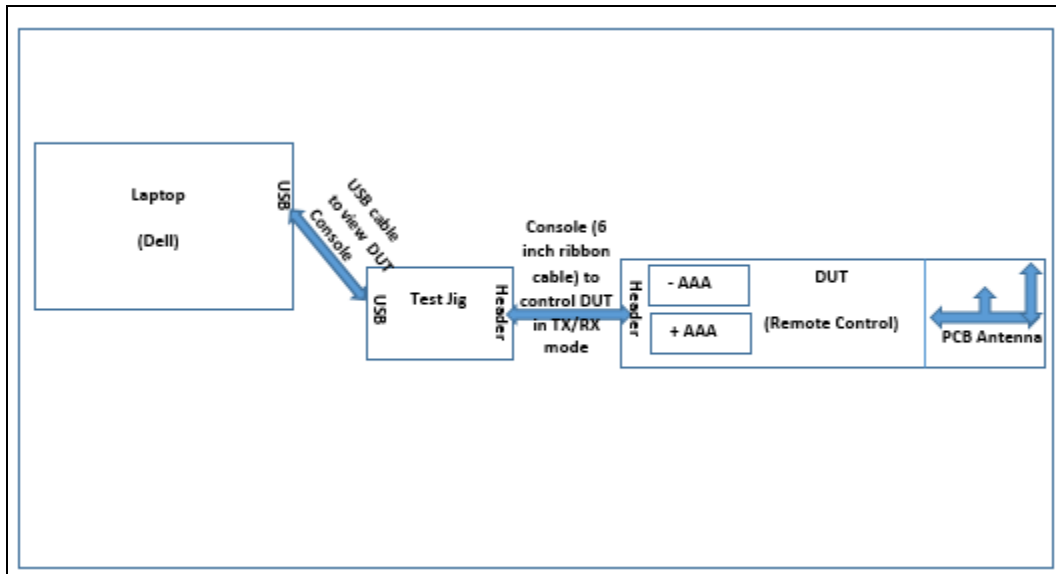 Laptop
(Dell)
USB
USB cable
to view DUT
Console
USB
Test Jig
Header
Console (6
inch ribbon
cable) to
control DUT
in TX/RX
mode
Header
- AAA
+ AAA
DUT
(Remote Control)
PCB Antenna